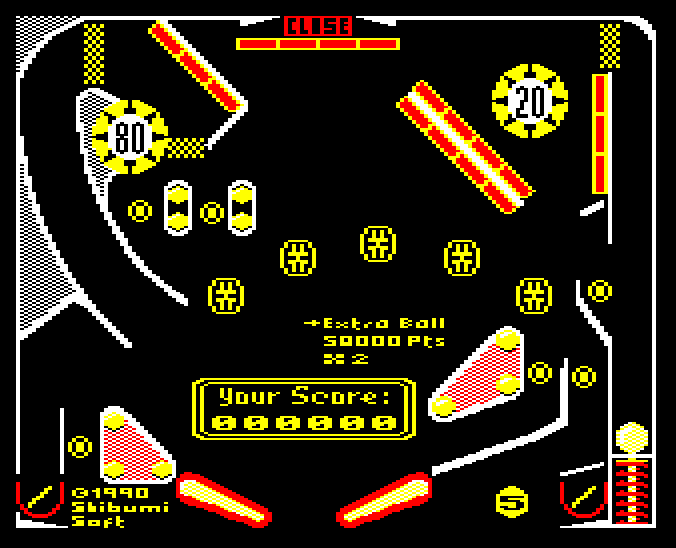 CLOSE
20
80
→Extra Ball
50000 Pts
X 2
Your Score:
000000
©1990
Shibumi
Soft
5